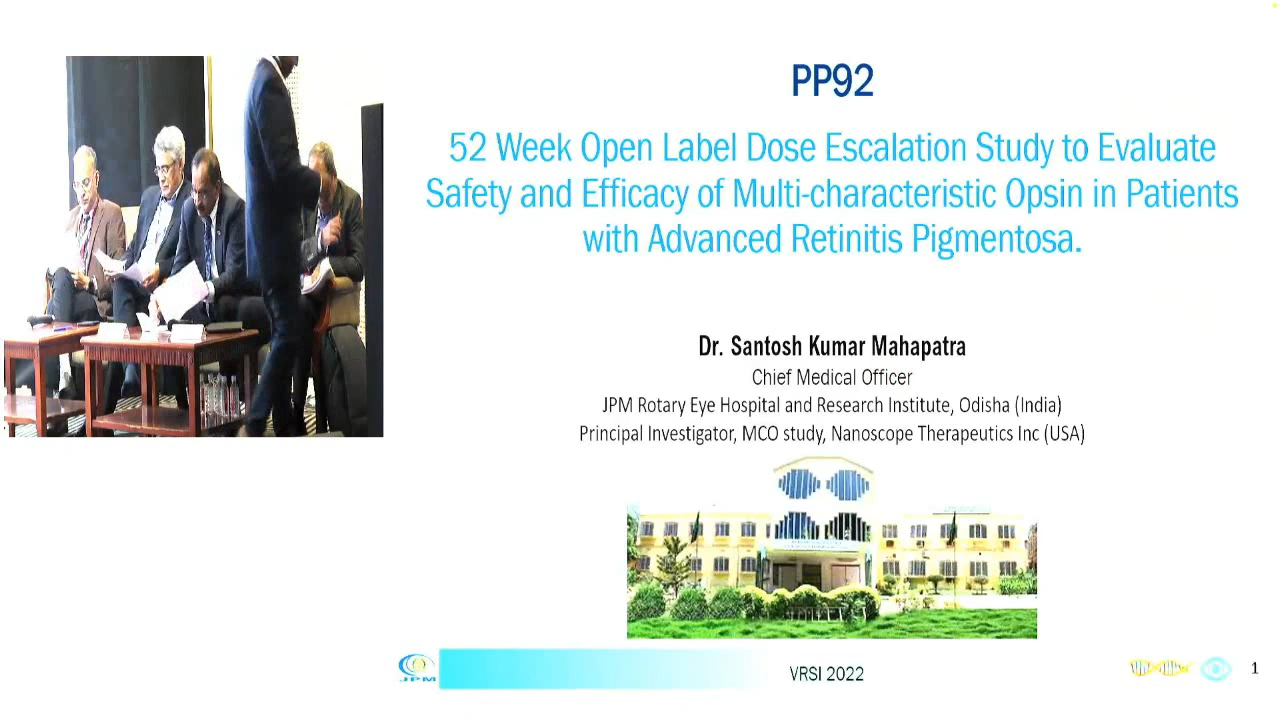 PP92
52 Week Open Label Dose Escalation Study to Evaluate
Safety and Efficacy of Multi-characteristic Opsin in Patients
with Advanced Retinitis Pigmentosa.
Dr. Santosh Kumar Mahapatra
Chief Medical Officer
JPM Rotary Eye Hospital and Research Institute, Odisha (India)
Principal Investigator, MCO study, Nanoscope Therapeutics Inc (USA)
JPM
VRSI 2022
1